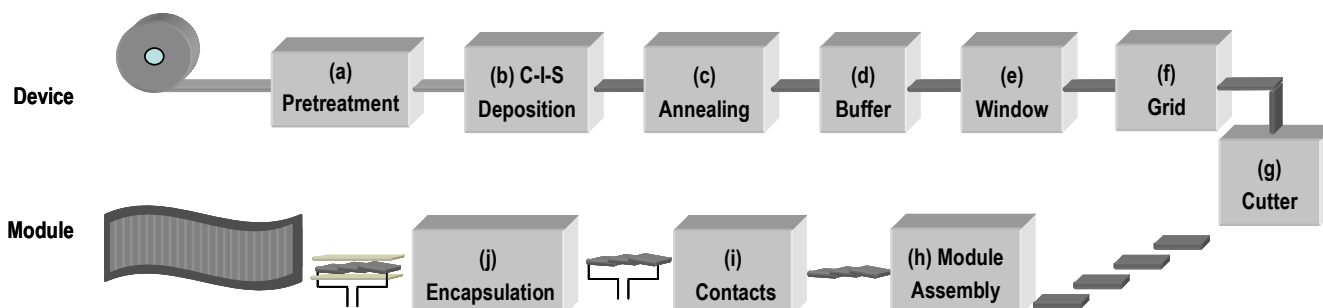 Device
(a)
Pretreatment
(b) C-I-S
Deposition
(c)
Annealing
(d)
Buffer
(e)
Window
(f)
Grid
(g)
Cutter
Module
(j)
Encapsulation
(i)
Contacts
(h) Module
Assembly